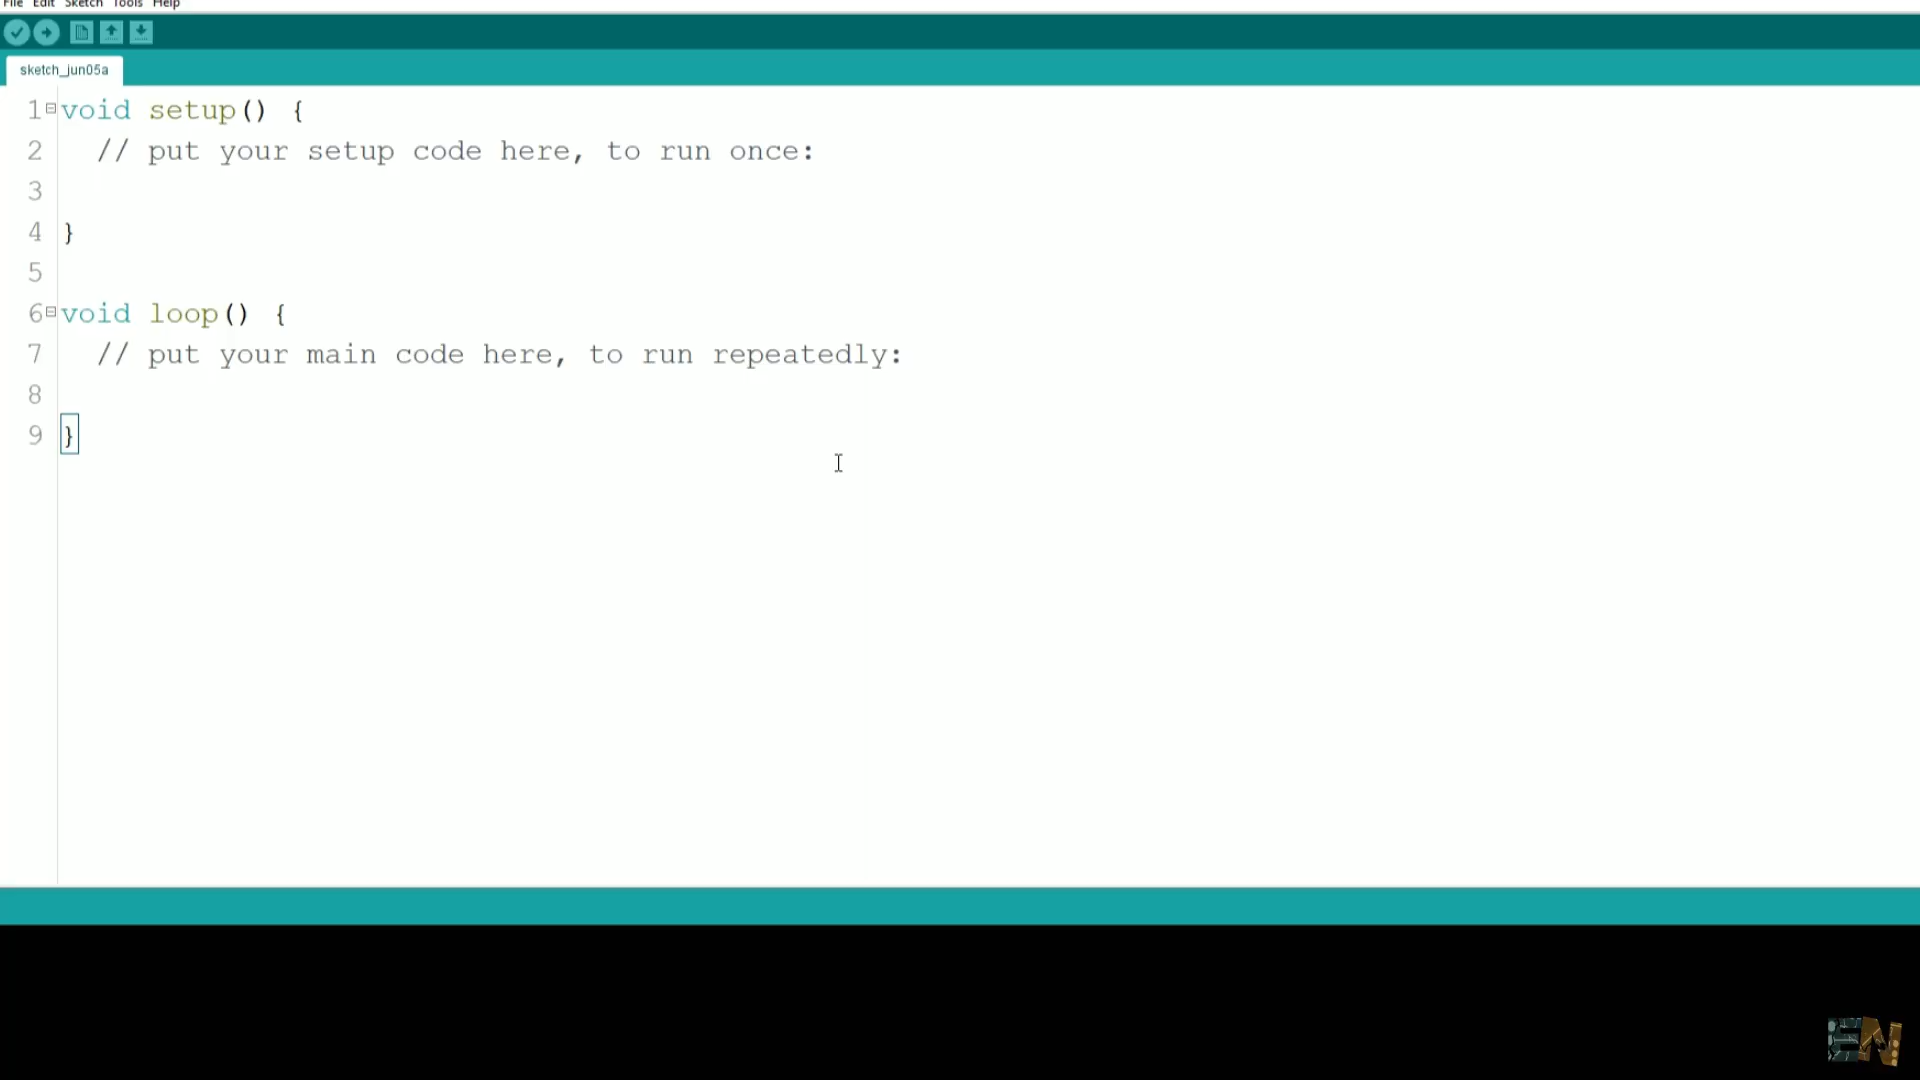 File Edit Sketch Tools Help
sketch_jun05a
1 void setup() {
2 // put your setup code here, to run once:
3
4 }
5
6 void loop() {
7 // put your main code here, to run repeatedly:
8
9 }
EN